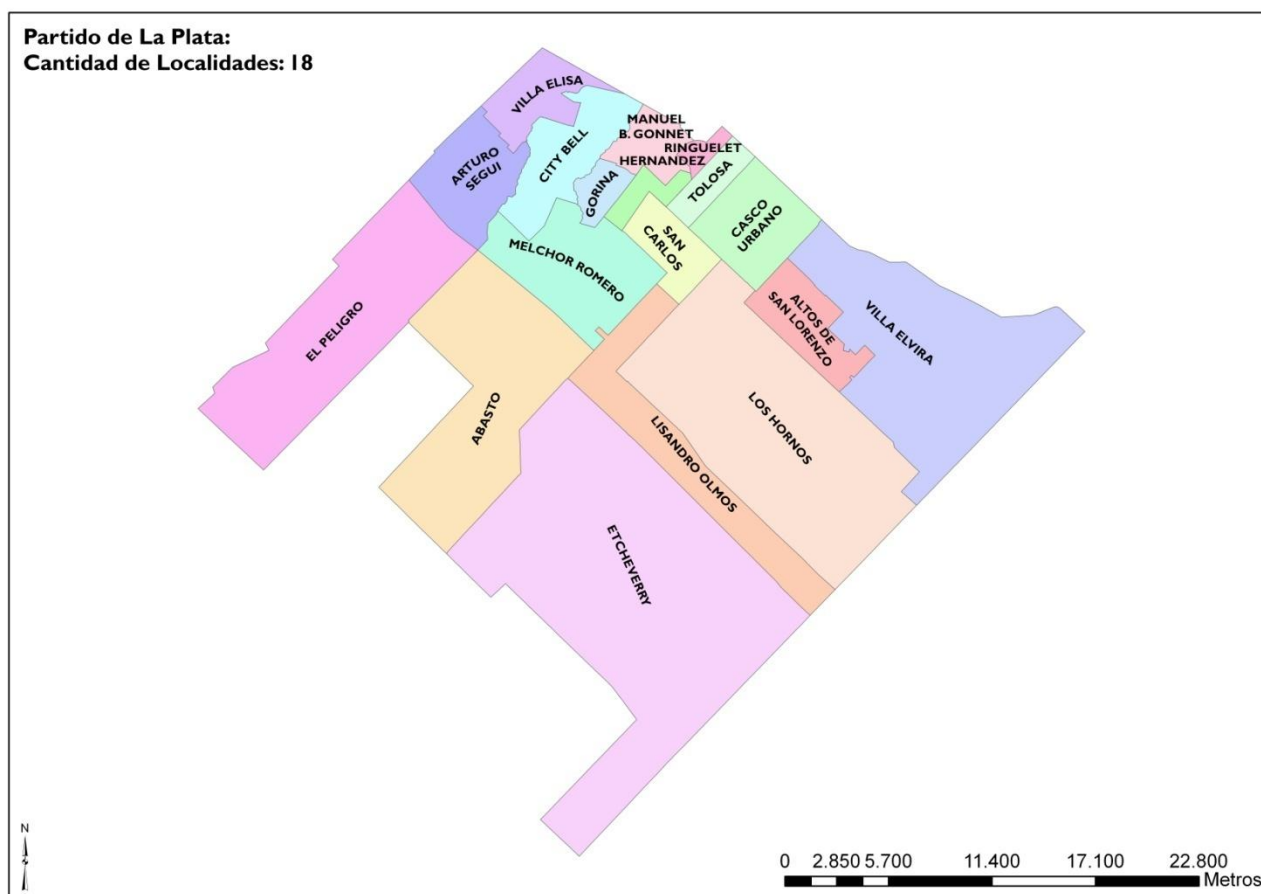 Partido de La Plata:
Cantidad de Localidades: 18
VILLA ELISA
CITY BELL
MANUEL
B. GONNET
RINGUELET
HERNANDEZ
ARTURO
SEGUI
GORINA
TOLOSA
CASCO
URBANO
SAN
CARLOS
MELCHOR ROMERO
EL PELIGRO
ALTOS DE
SAN LORENZO
VILLA ELVIRA
ABASTO
LOS HORNOS
LISANDRO OLMOS
ETCHEVERRY
N
0 2.850 5.700 11.400 17.100 22.800
Metros